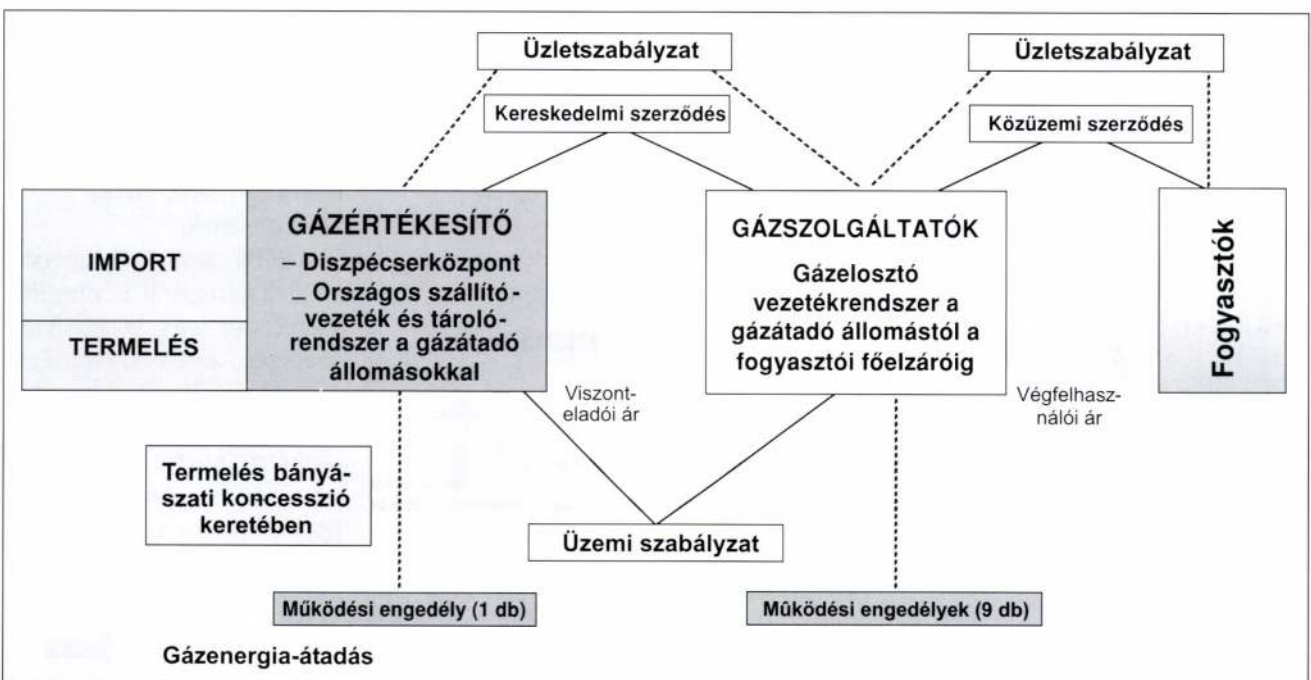 Üzletszabályzat
Üzletszabályzat
Kereskedelmi szerződés
Közüzemi szerződés
IMPORT
TERMELÉS
GÁZÉRTÉKESÍTŐ
– Diszpécserközpont
– Országos szállító-
vezeték és tároló-
rendszer a gázátadó
állomásokkal
GÁZSZOLGÁLTATÓK
Gázelosztó
vezetékrendszer a
gázátadó állomástól a
fogyasztói főelzáróig
Fogyasztók
Viszont-
eladói ár
Végfelhasz-
nálói ár
Termelés bányá-
szati koncesszió
keretében
Üzemi szabályzat
Működési engedély (1 db)
Mûködési engedélyek (9 db)
Gázenergia-átadás